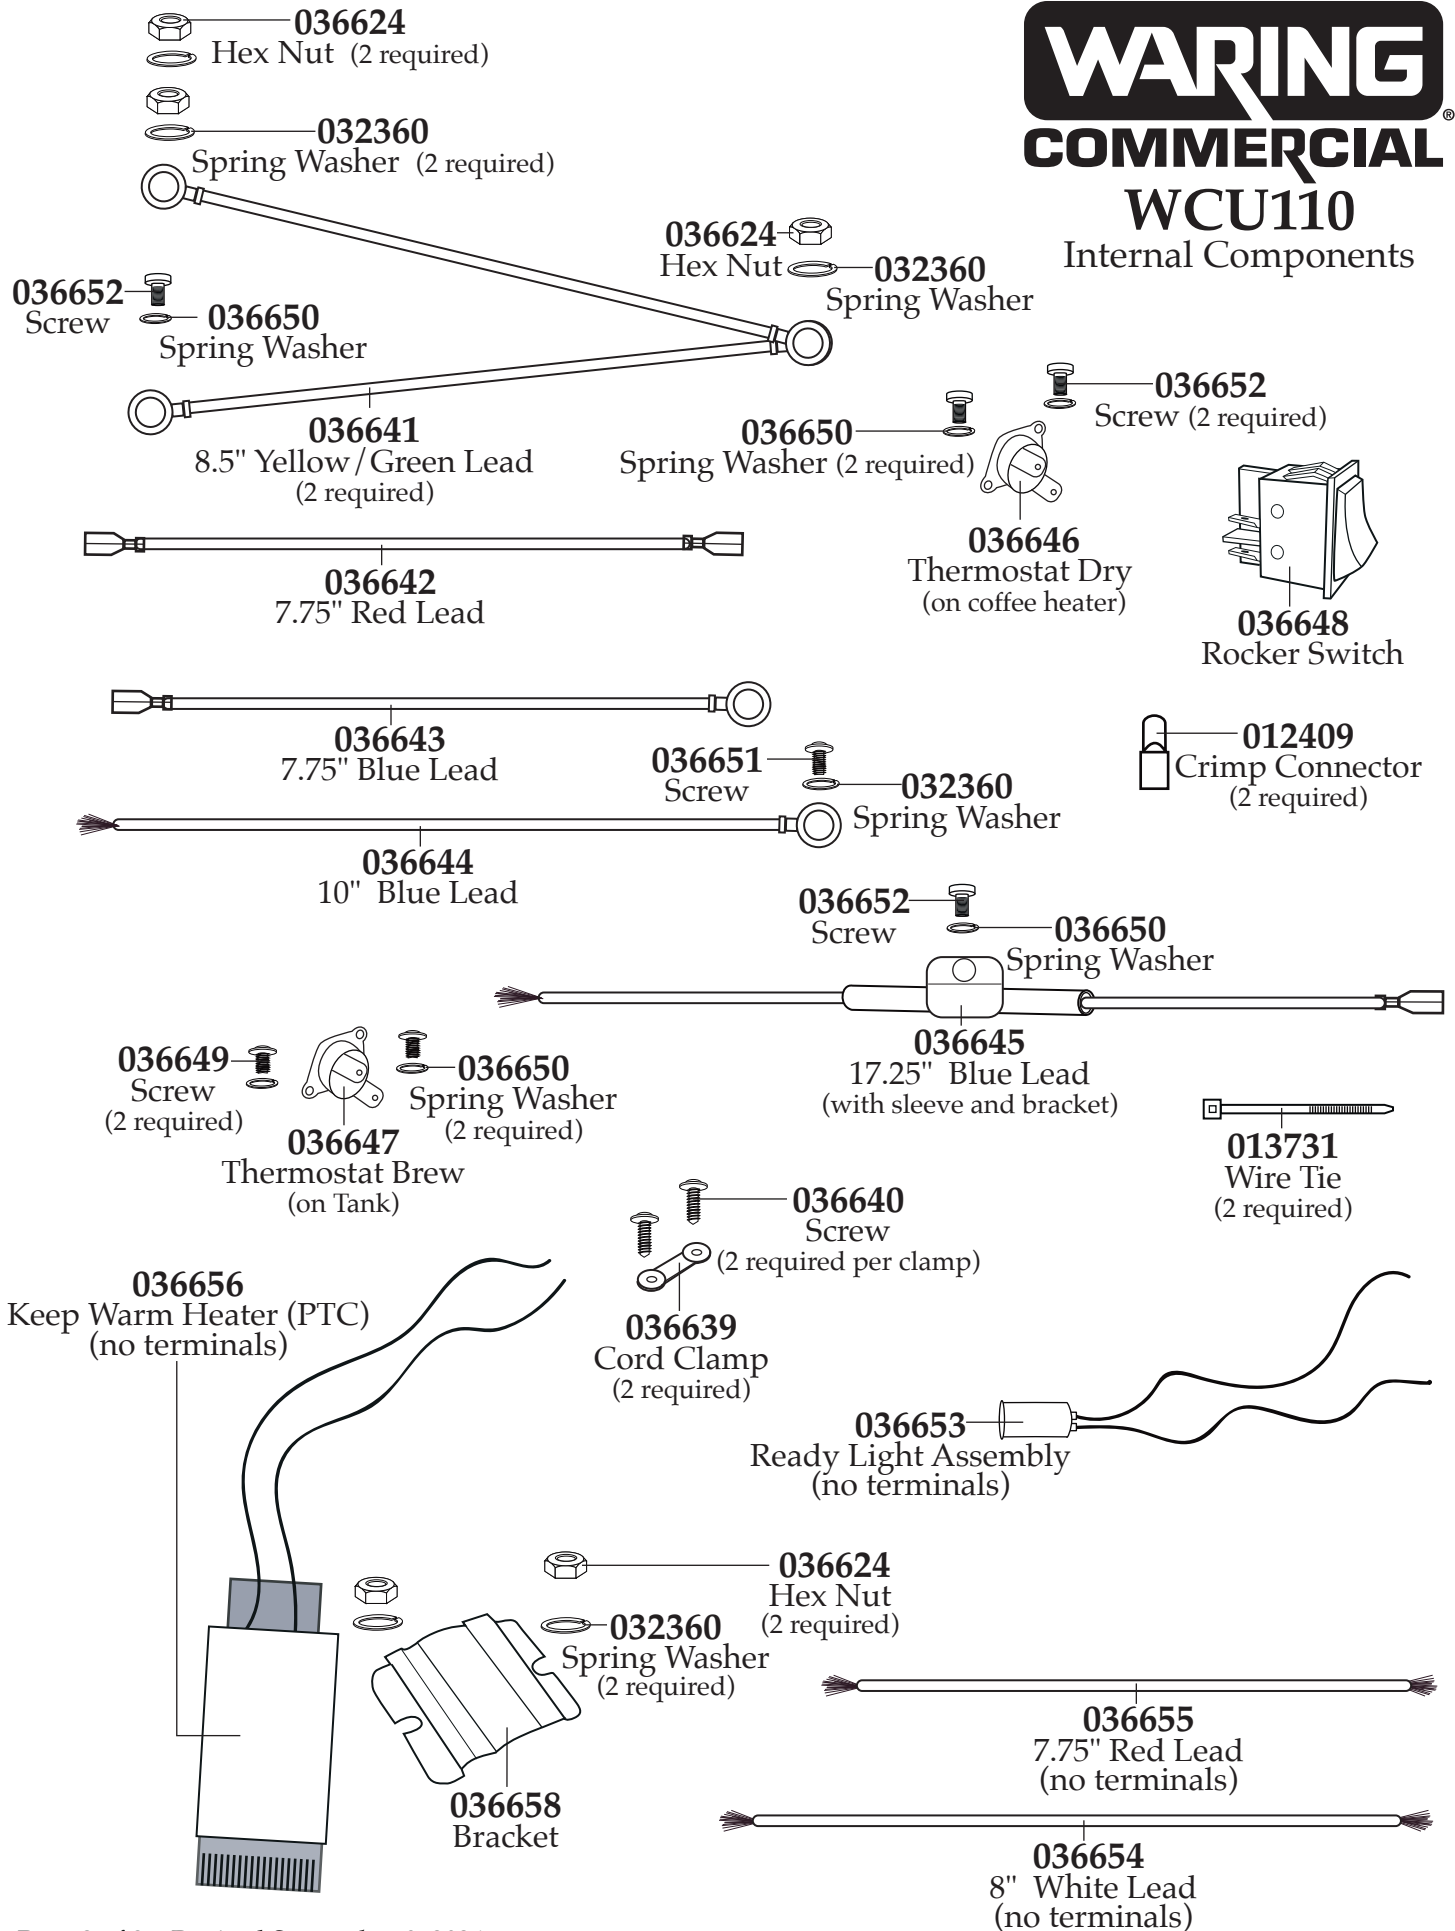 036624
Hex Nut (2 required)
032360
Spring Washer (2 required)
WARING
®
COMMERCIAL
WCU110
Internal Components
036624
Hex Nut
032360
Spring Washer
036652
Screw
036650
Spring Washer
036641
8.5" Yellow/Green Lead
(2 required)
036652
Screw (2 required)
036650
Spring Washer (2 required)
036646
Thermostat Dry
(on coffee heater)
036648
Rocker Switch
036642
7.75" Red Lead
036643
7.75" Blue Lead
036651
Screw
032360
Spring Washer
012409
Crimp Connector
(2 required)
036644
10" Blue Lead
036652
Screw
036650
Spring Washer
036645
17.25" Blue Lead
(with sleeve and bracket)
036649
Screw
(2 required)
036650
Spring Washer
(2 required)
036647
Thermostat Brew
(on Tank)
013731
Wire Tie
(2 required)
036640
Screw
(2 required per clamp)
036639
Cord Clamp
(2 required)
036656
Keep Warm Heater (PTC)
(no terminals)
036653
Ready Light Assembly
(no terminals)
036624
Hex Nut
(2 required)
032360
Spring Washer
(2 required)
036658
Bracket
036655
7.75" Red Lead
(no terminals)
036654
8" White Lead
(no terminals)